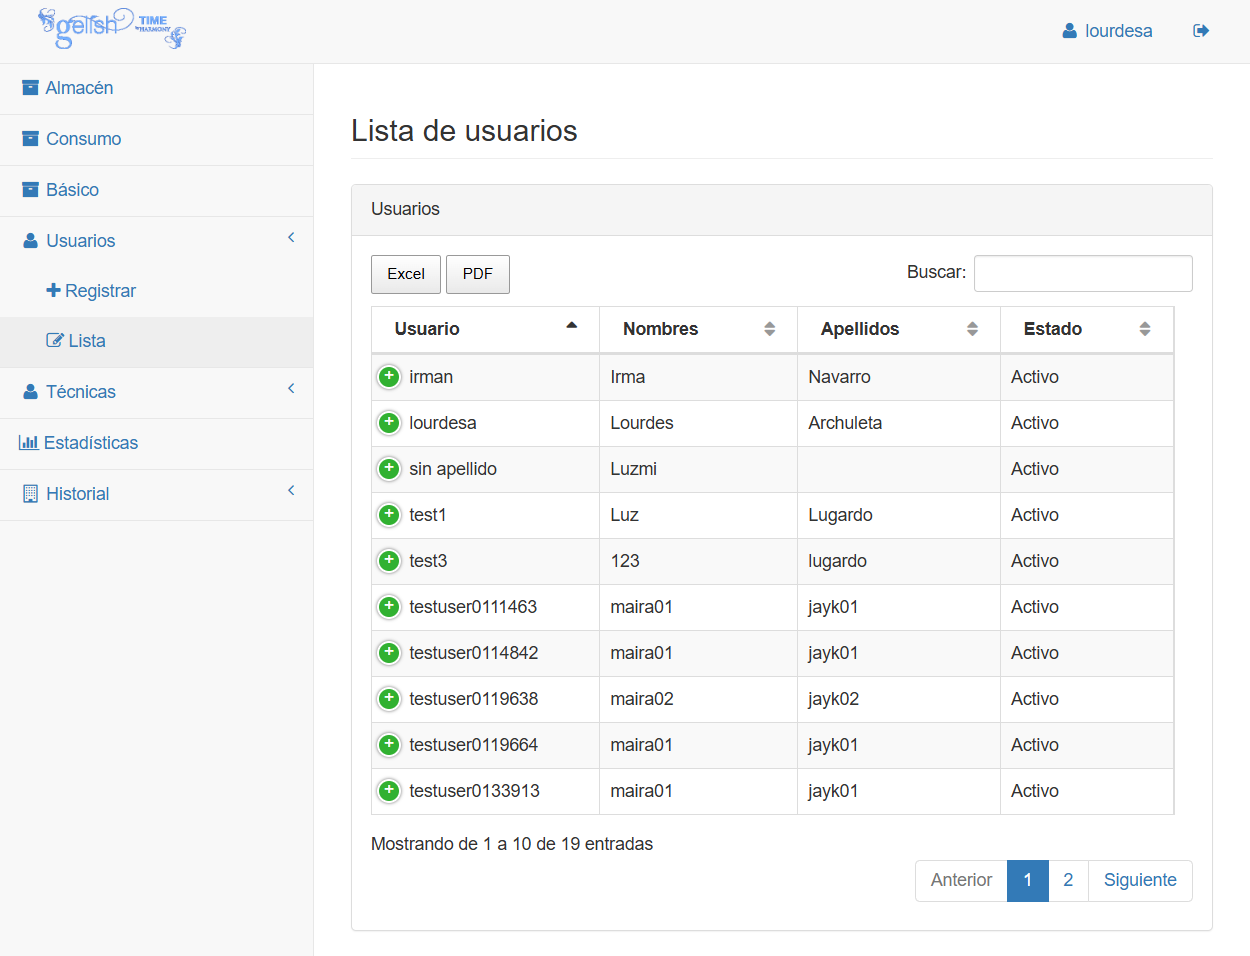 gelish TIME
by HARMONY
lourdesa
Almacén
Consumo
Básico
Usuarios
Registrar
Lista
Técnicas
Estadísticas
Historial
Lista de usuarios
Usuarios
Excel PDF Buscar:
Usuario Nombres Apellidos Estado
irman Irma Navarro Activo
lourdesa Lourdes Archuleta Activo
sin apellido Luzmi Activo
test1 Luz Lugardo Activo
test3 123 lugardo Activo
testuser0111463 maira01 jayk01 Activo
testuser0114842 maira01 jayk01 Activo
testuser0119638 maira02 jayk02 Activo
testuser0119664 maira01 jayk01 Activo
testuser0133913 maira01 jayk01 Activo
Mostrando de 1 a 10 de 19 entradas
Anterior 1 2 Siguiente